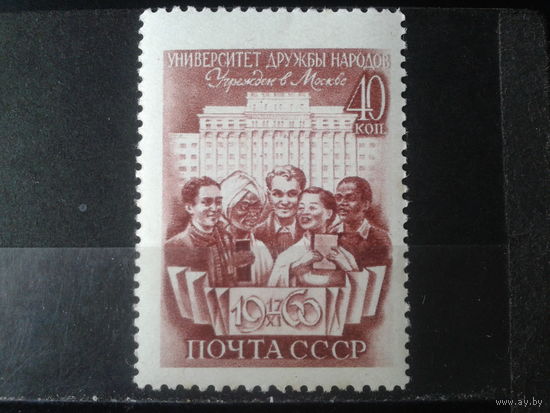 УНИВЕРСИТЕТ ДРУЖБЫ НАРОДОВ
Учрежден в Москве
40
КОП
19 17 60
XI
ПОЧТА СССР
www.ay.by